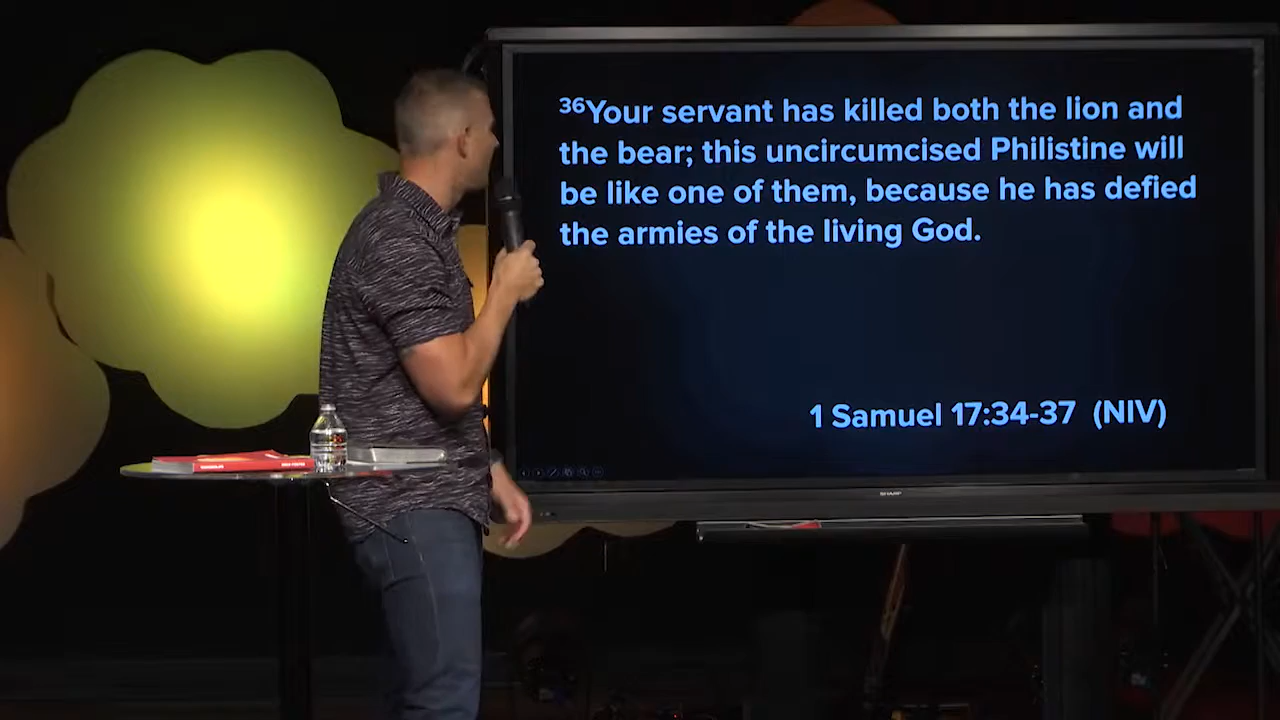 ³⁶Your servant has killed both the lion and
the bear; this uncircumcised Philistine will
be like one of them, because he has defied
the armies of the living God.
1 Samuel 17:34-37 (NIV)
SHARP